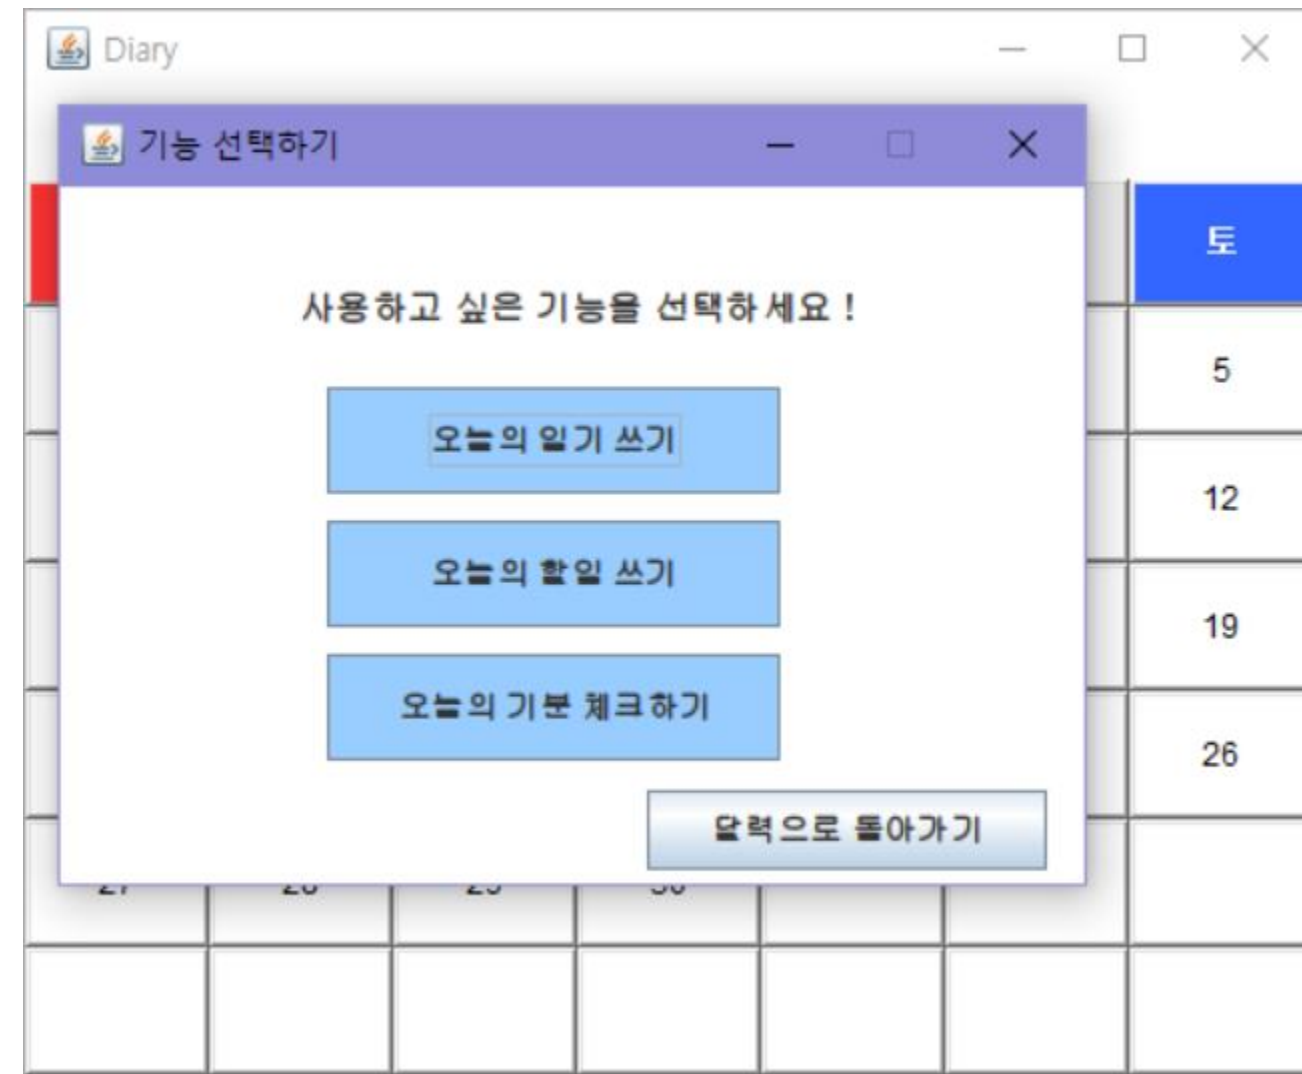 Diary
기능 선택하기
토
사용하고 싶은 기능을 선택하세요 !
5
오늘의 일기 쓰기
12
오늘의 할일 쓰기
19
오늘의 기분 체크하기
26
달력으로 돌아가기